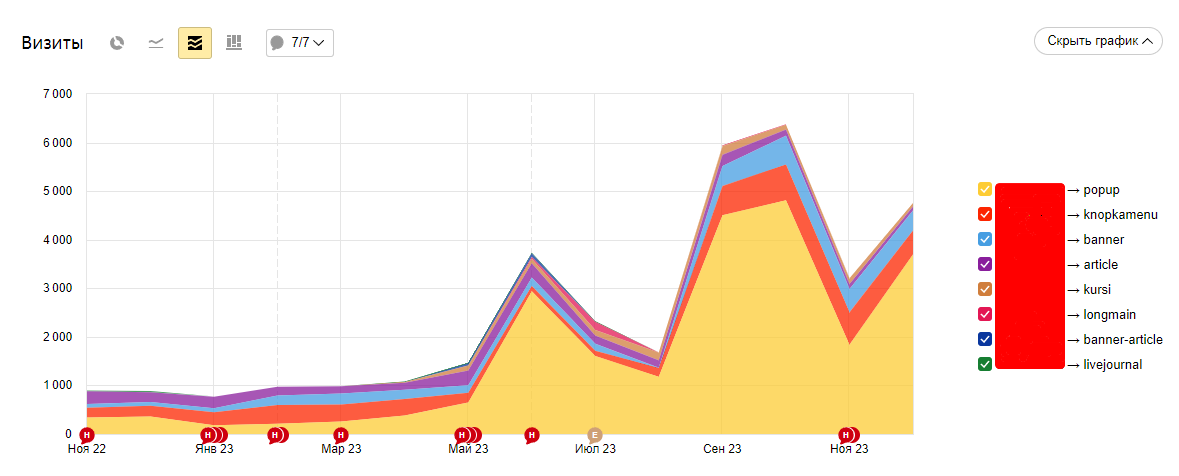 Визиты
7/7
Скрыть график
7 000
6 000
5 000
4 000
3 000
2 000
1 000
0
Н Н Н Н Н Н Е Н
Ноя 22 Янв 23 Мар 23 Май 23 Июл 23 Сен 23 Ноя 23
→ popup
→ knopkamenu
→ banner
→ article
→ kursi
→ longmain
→ banner-article
→ livejournal